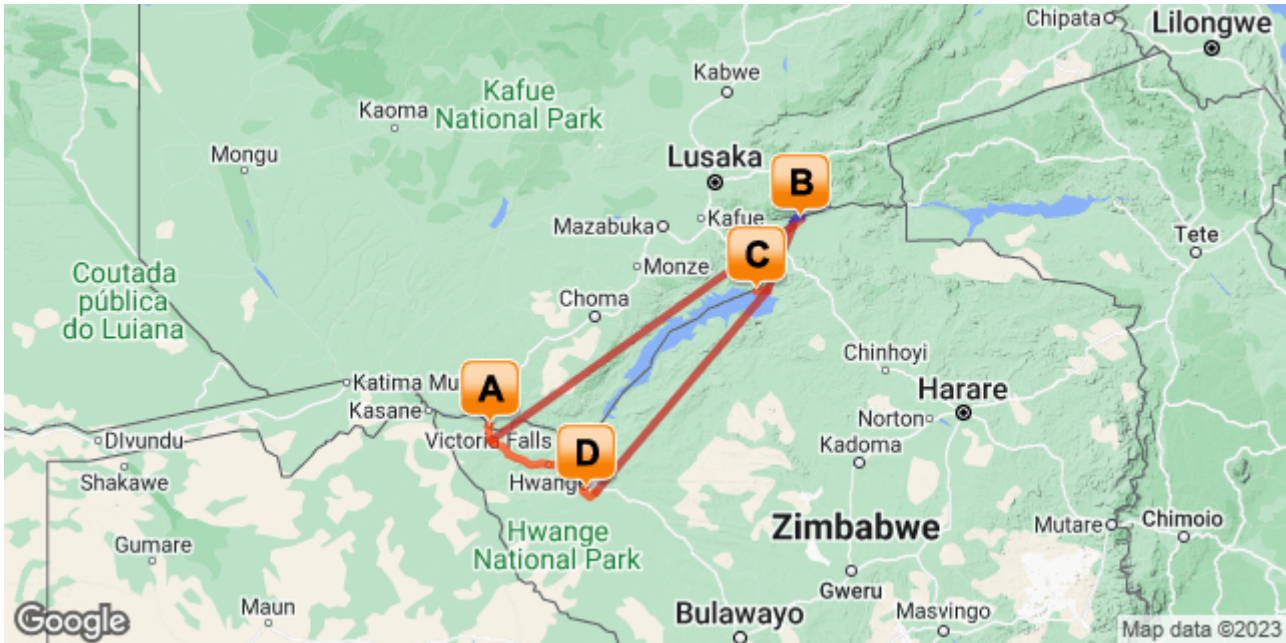 Chipata
Lilongwe
Kabwe
Kafue
National Park
Kaoma
Mongu
Lusaka
B
Kafue
Mazabuka
Tete
C
Monze
Coutada
pública
do Luiana
Choma
Chinhoyi
A
Katima Mu
Harare
Kasane
Norton
Victoria Falls
DIvundu
D
Kadoma
Shakawe
Hwange
Zimbabwe
Mutare
Chimoio
Hwange
National Park
Gumare
Gweru
Maun
Bulawayo
Masvingo
Google
Map data ©2023